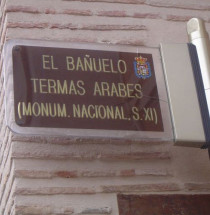 EL BAÑUELO
TERMAS ARABES
(MONUM. NACIONAL, S. XI)